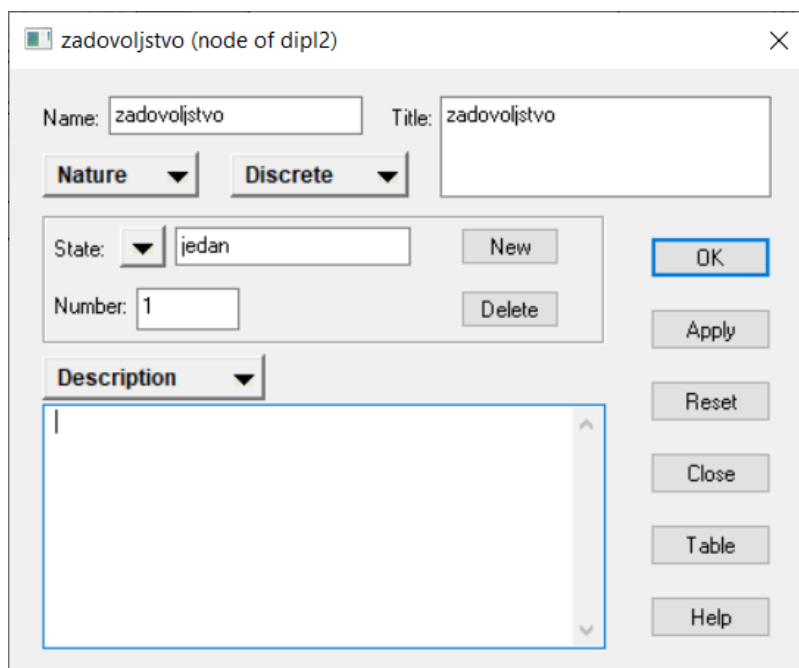 zadovoljstvo (node of dipl2)
Name: zadovoljstvo
Title: zadovoljstvo
Nature
Discrete
State: jedan
New
OK
Number: 1
Delete
Apply
Description
Reset
Close
Table
Help